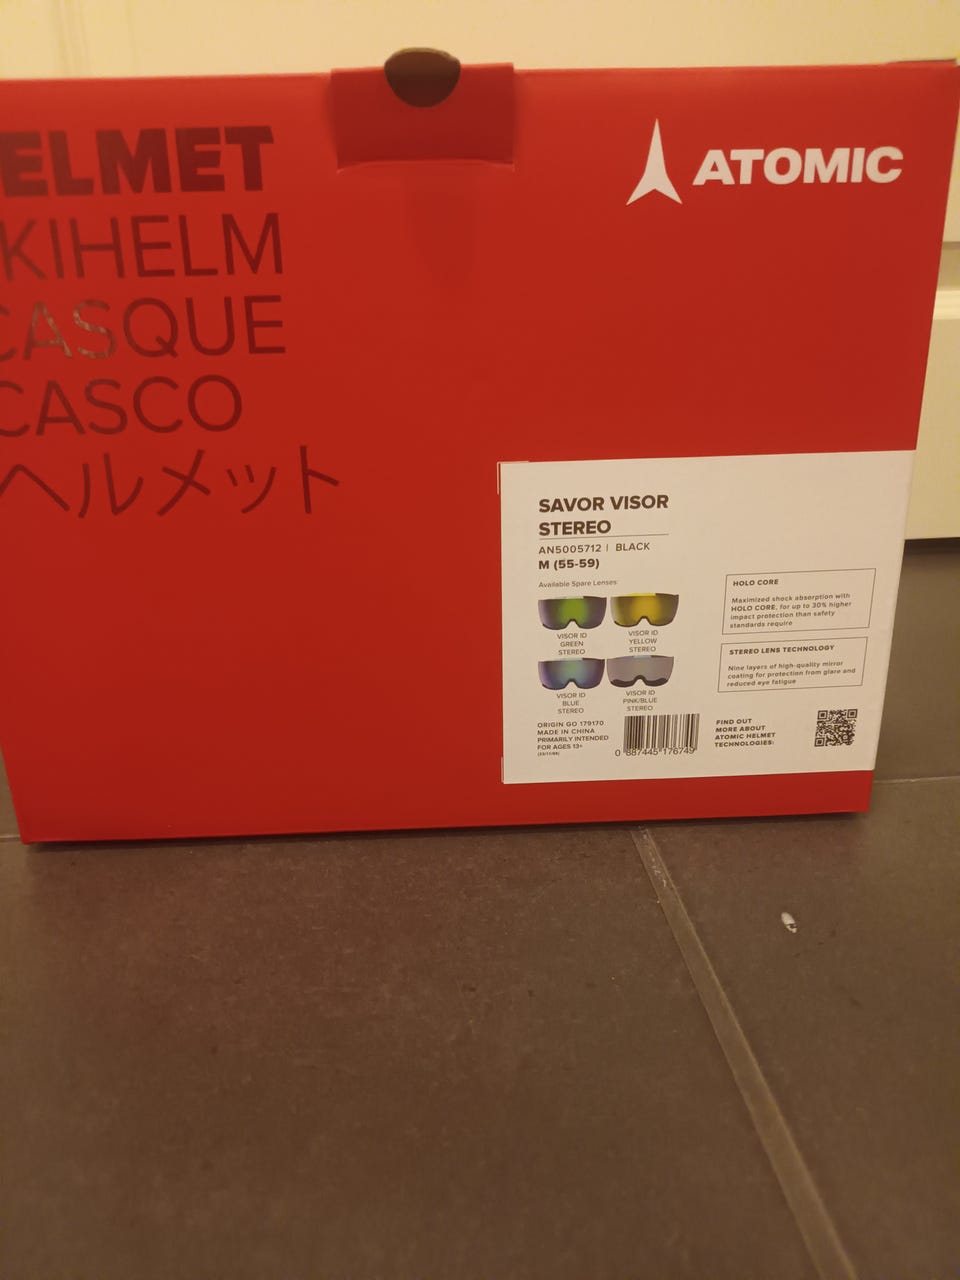 ELMET
KIHELM
CASQUE
CASCO
ヘルメット
ATOMIC
SAVOR VISOR
STEREO
AN5005712 | BLACK
M (55-59)
Available Spare Lenses:
VISOR ID
GREEN
STEREO
VISOR ID
YELLOW
STEREO
VISOR ID
BLUE
STEREO
VISOR ID
PINK/BLUE
STEREO
HOLO CORE
Maximized shock absorption with
HOLO CORE, for up to 30% higher
impact protection than safety
standards require
STEREO LENS TECHNOLOGY
Nine layers of high-quality mirror
coating for protection from glare and
reduced eye fatigue
ORIGIN GO 179170
MADE IN CHINA
PRIMARILY INTENDED
FOR AGES 13+
0 887445 176749
FIND OUT
MORE ABOUT
ATOMIC HELMET
TECHNOLOGIES: